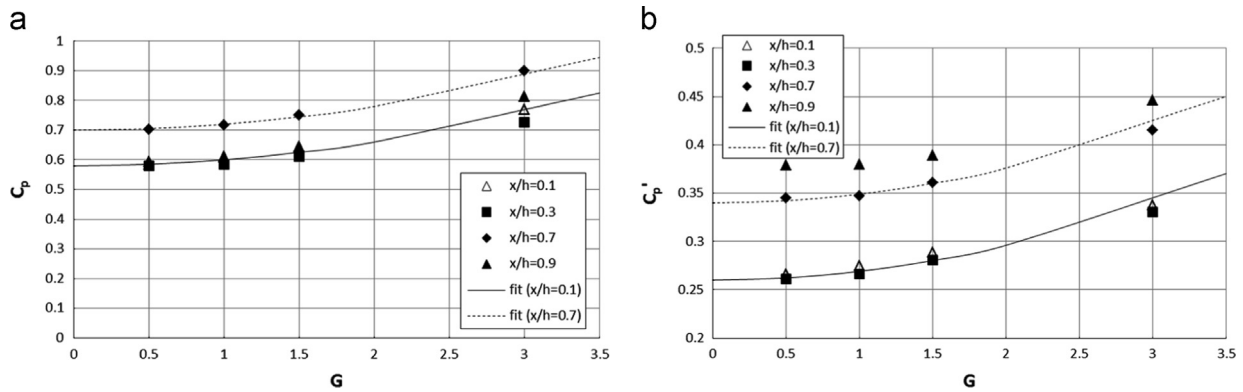 a
1
0.9
0.8
0.7
0.6
0.5
0.4
0.3
0.2
0.1
0
Cp
0 0.5 1 1.5 2 2.5 3 3.5
G
x/h=0.1
x/h=0.3
x/h=0.7
x/h=0.9
fit (x/h=0.1)
fit (x/h=0.7)
b
0.5
0.45
0.4
0.35
0.3
0.25
0.2
Cp'
0 0.5 1 1.5 2 2.5 3 3.5
G
x/h=0.1
x/h=0.3
x/h=0.7
x/h=0.9
fit (x/h=0.1)
fit (x/h=0.7)